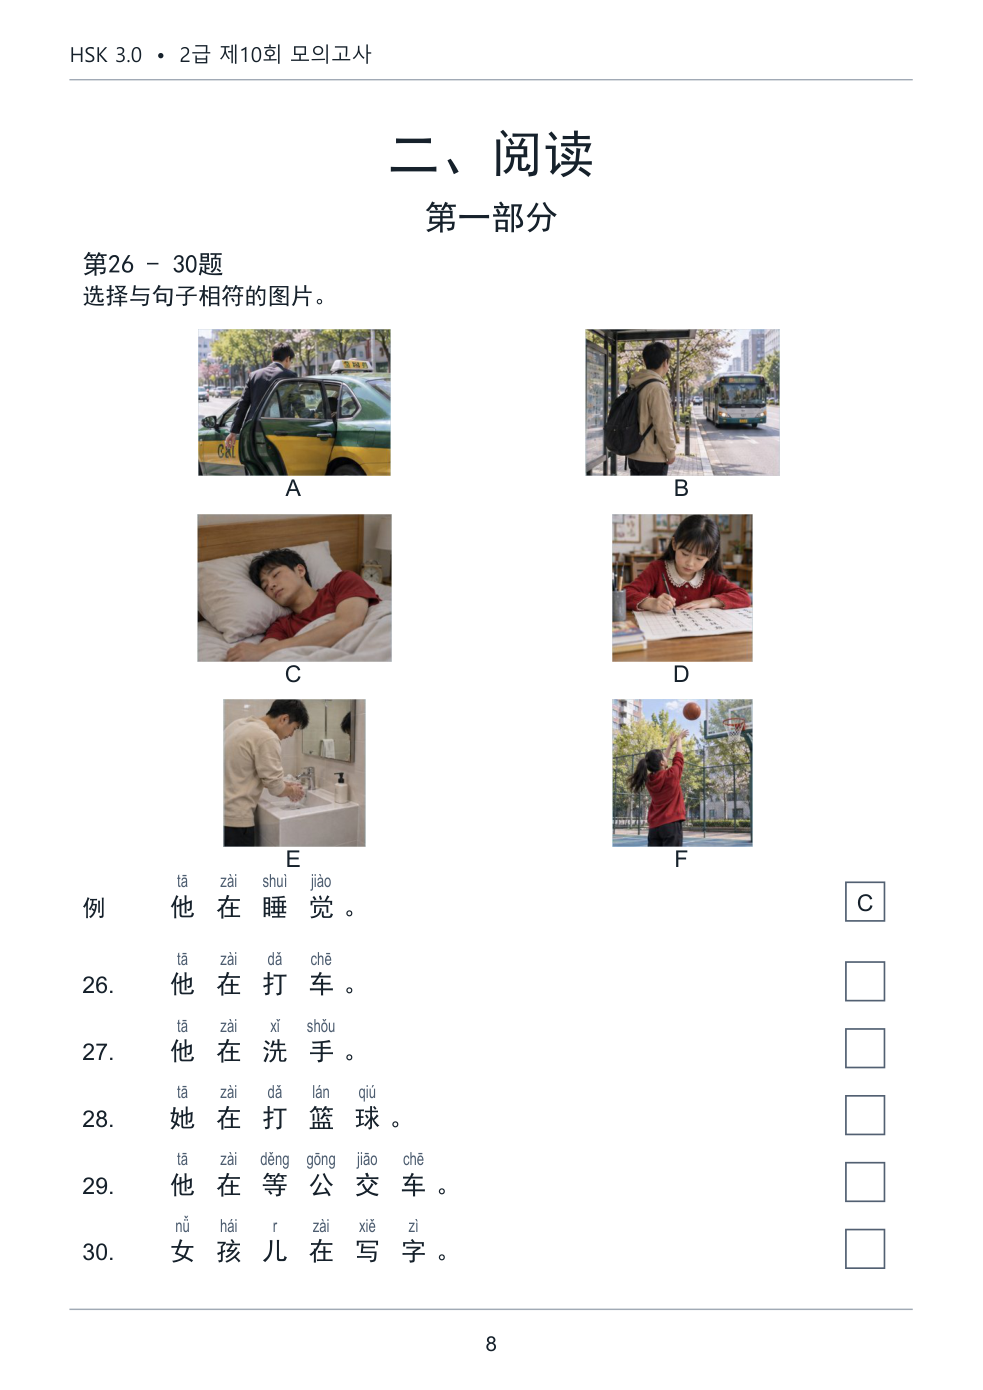 HSK 3.0 • 2급 제10회 모의고사
二、阅读
第一部分
第26 - 30题
选择与句子相符的图片。
A
B
C
D
E
F
tā zài shuì jiào
例 他 在 睡 觉 。 C
tā zài dǎ chē
26. 他 在 打 车 。
tā zài xǐ shǒu
27. 他 在 洗 手 。
tā zài dǎ lán qiú
28. 她 在 打 篮 球 。
tā zài děng gōng jiāo chē
29. 他 在 等 公 交 车 。
nǚ hái r zài xiě zì
30. 女 孩 儿 在 写 字 。
8